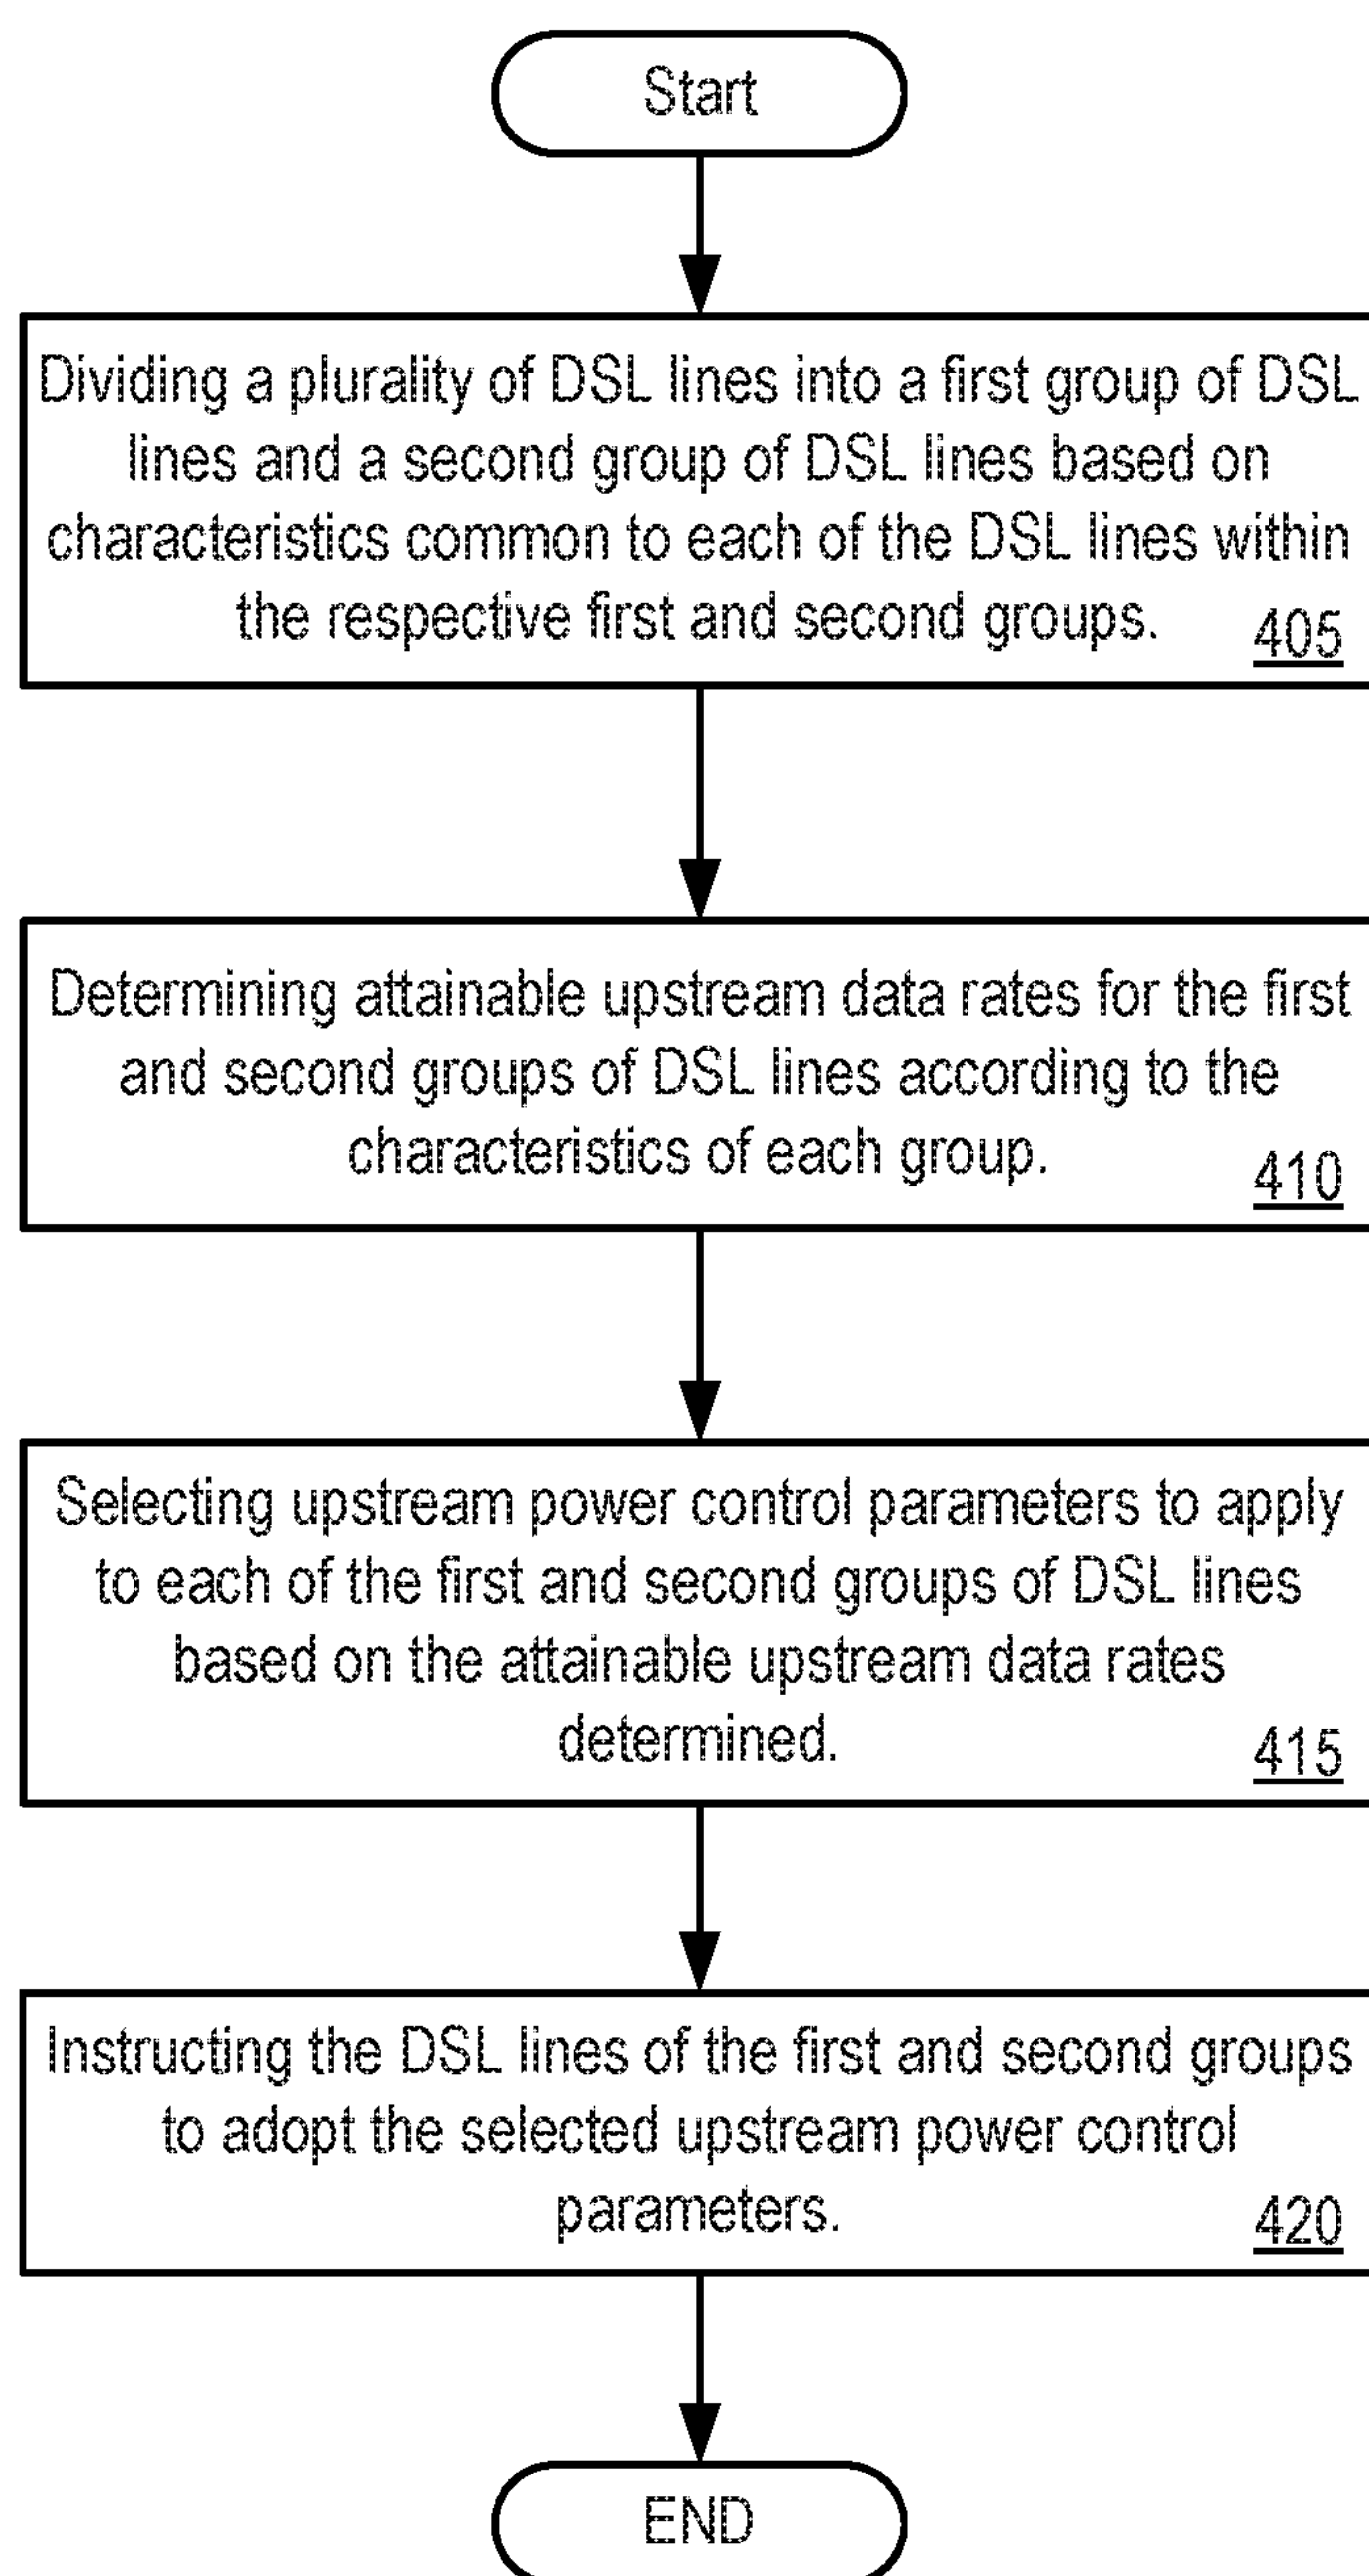 Start
Dividing a plurality of DSL lines into a first group of DSL
lines and a second group of DSL lines based on
characteristics common to each of the DSL lines within
the respective first and second groups.
405
Determining attainable upstream data rates for the first
and second groups of DSL lines according to the
characteristics of each group.
410
Selecting upstream power control parameters to apply
to each of the first and second groups of DSL lines
based on the attainable upstream data rates
determined.
415
Instructing the DSL lines of the first and second groups
to adopt the selected upstream power control
parameters.
420
END